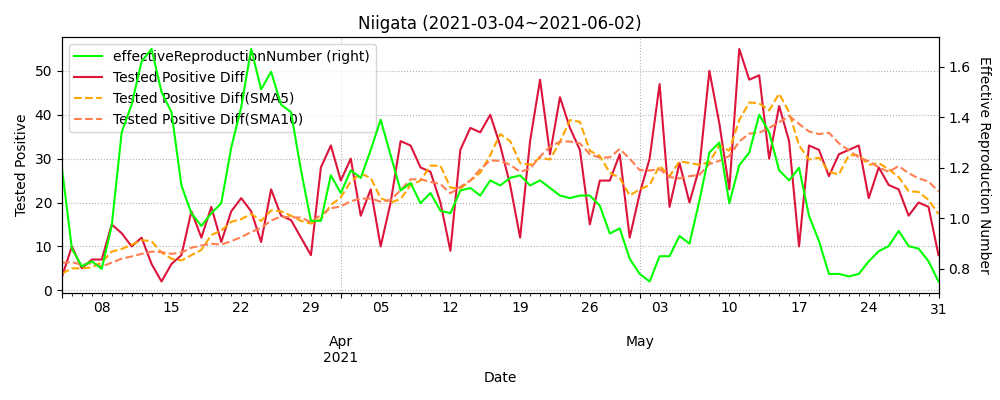 Niigata (2021-03-04~2021-06-02)
effectiveReproductionNumber (right)
Tested Positive Diff
Tested Positive Diff(SMA5)
Tested Positive Diff(SMA10)
Tested Positive
50
40
30
20
10
0
1.6
1.4
1.2
1.0
0.8
Effective Reproduction Number
08 15 22 29 05 12 19 26 03 10 17 24 31
Apr May
2021
Date